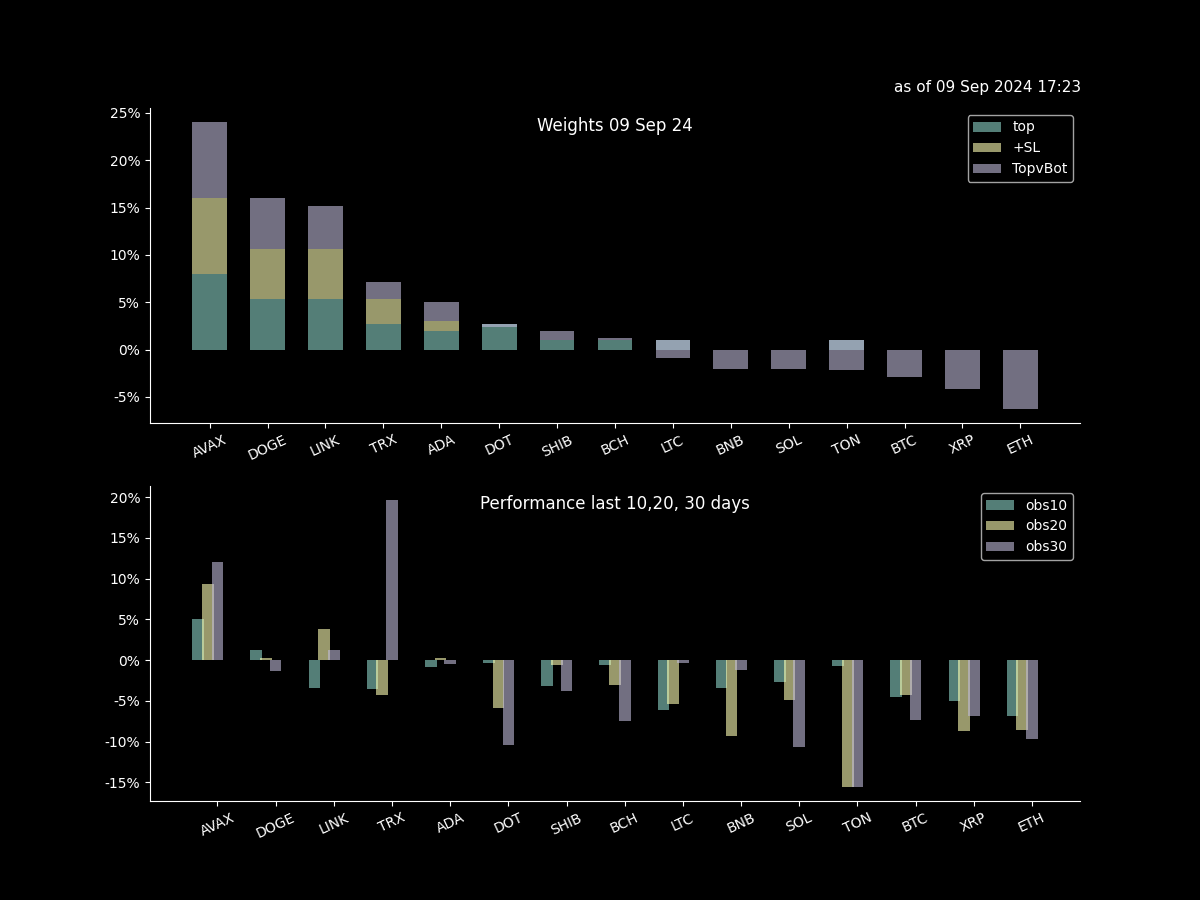 as of 09 Sep 2024 17:23
Weights 09 Sep 24
25%
20%
15%
10%
5%
0%
-5%
top
+SL
TopvBot
AVAX DOGE LINK TRX ADA DOT SHIB BCH LTC BNB SOL TON BTC XRP ETH
Performance last 10,20, 30 days
20%
15%
10%
5%
0%
-5%
-10%
-15%
obs10
obs20
obs30
AVAX DOGE LINK TRX ADA DOT SHIB BCH LTC BNB SOL TON BTC XRP ETH